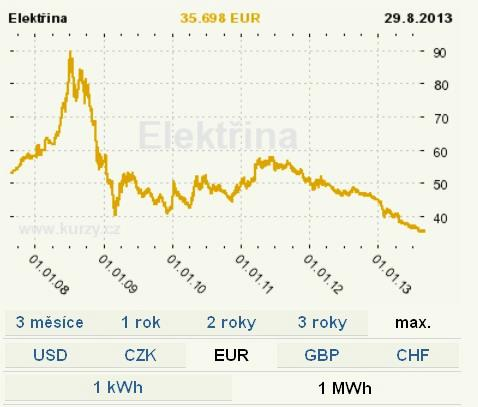 Elektřina 35.698 EUR 29.8.2013
90
80
70
Elektřina
60
50
40
www.kurzy.cz
01.01.08 01.01.09 01.01.10 01.01.11 01.01.12 01.01.13
3 měsíce 1 rok 2 roky 3 roky max.
USD CZK EUR GBP CHF
1 kWh 1 MWh